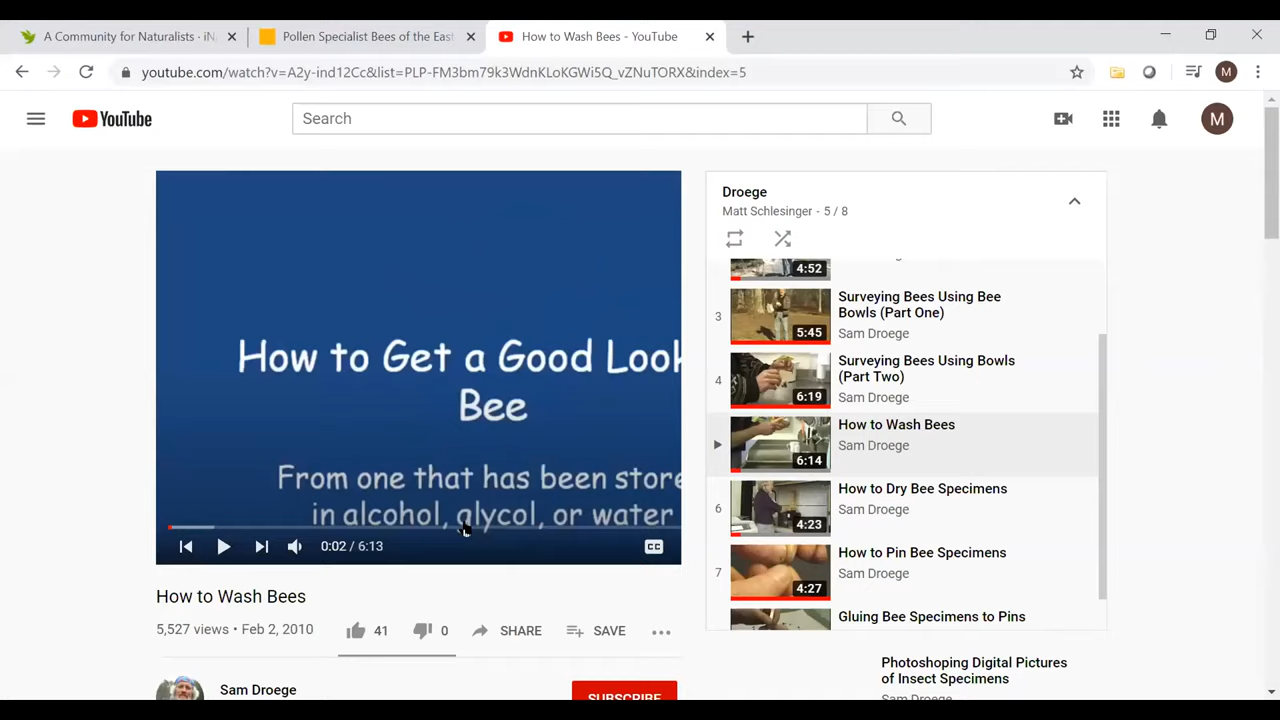 A Community for Naturalists · iN
Pollen Specialist Bees of the East
How to Wash Bees - YouTube
youtube.com/watch?v=A2y-ind12Cc&list=PLP-FM3bm79k3WdnKLoKGWi5Q_vZNuTORX&index=5
M
YouTube
Search
M
How to Get a Good Look
Bee
From one that has been store
in alcohol, glycol, or water
0:02 / 6:13
CC
How to Wash Bees
5,527 views • Feb 2, 2010
41
0
SHARE
SAVE
Sam Droege
SUBSCRIBE
Droege
Matt Schlesinger - 5 / 8
4:52
3
5:45
Surveying Bees Using Bee
Bowls (Part One)
Sam Droege
4
6:19
Surveying Bees Using Bowls
(Part Two)
Sam Droege
6:14
How to Wash Bees
Sam Droege
6
4:23
How to Dry Bee Specimens
Sam Droege
7
4:27
How to Pin Bee Specimens
Sam Droege
Gluing Bee Specimens to Pins
Photoshoping Digital Pictures
of Insect Specimens
Sam Droege